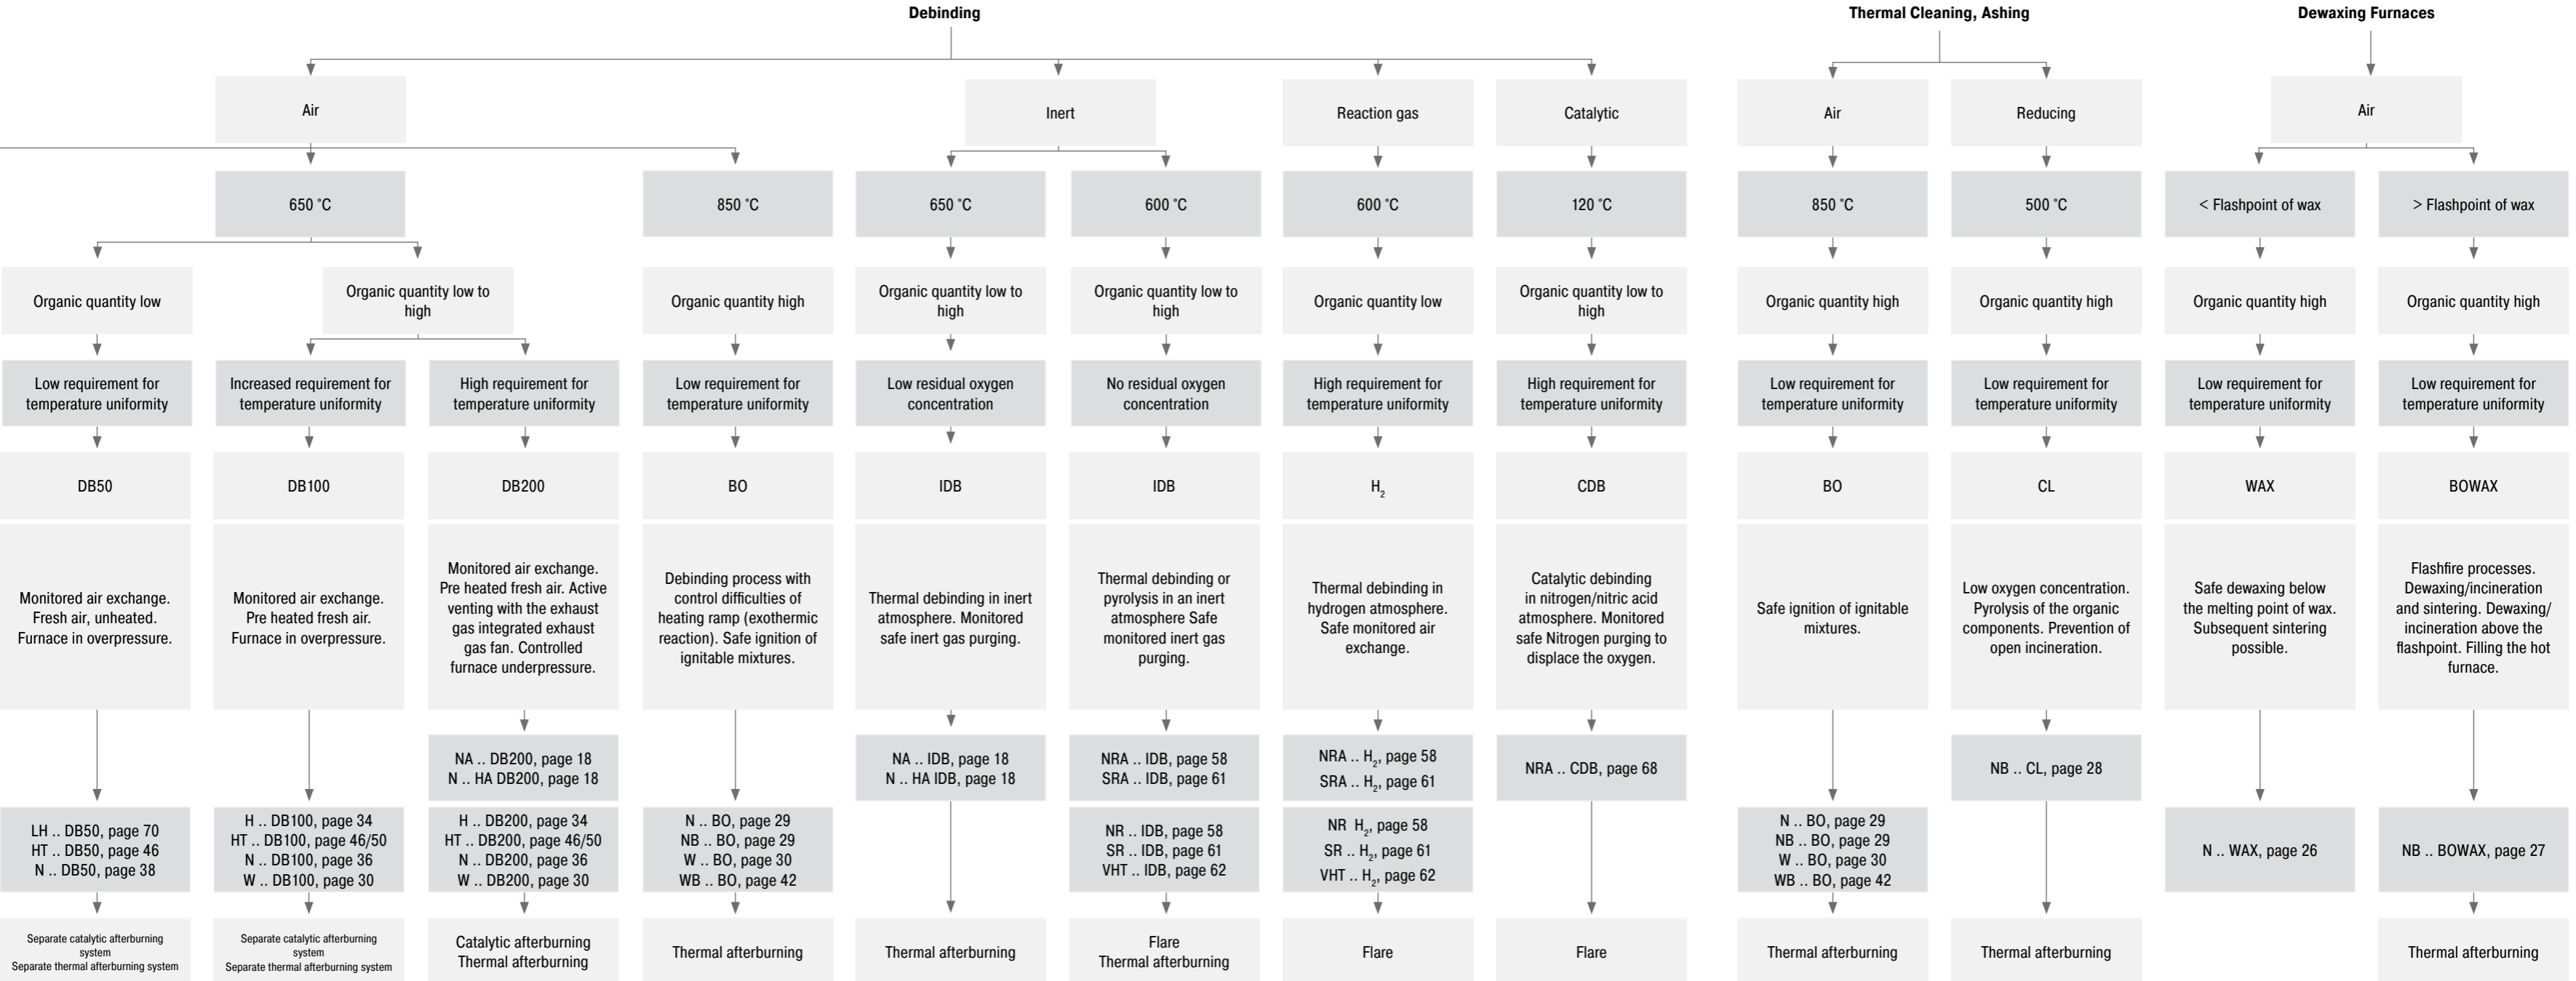 Debinding
Thermal Cleaning, Ashing
Dewaxing Furnaces
Air
Inert
Reaction gas
Catalytic
Air
Reducing
Air
650 °C
850 °C
650 °C
600 °C
600 °C
120 °C
850 °C
500 °C
< Flashpoint of wax
> Flashpoint of wax
Organic quantity low
Organic quantity low to
high
Organic quantity high
Organic quantity low to
high
Organic quantity low to
high
Organic quantity low
Organic quantity low to
high
Organic quantity high
Organic quantity high
Organic quantity high
Organic quantity high
Low requirement for
temperature uniformity
Increased requirement for
temperature uniformity
High requirement for
temperature uniformity
Low requirement for
temperature uniformity
Low residual oxygen
concentration
No residual oxygen
concentration
High requirement for
temperature uniformity
High requirement for
temperature uniformity
Low requirement for
temperature uniformity
Low requirement for
temperature uniformity
Low requirement for
temperature uniformity
Low requirement for
temperature uniformity
DB50
DB100
DB200
BO
IDB
IDB
H₂
CDB
BO
CL
WAX
BOWAX
Monitored air exchange.
Fresh air, unheated.
Furnace in overpressure.
Monitored air exchange.
Pre heated fresh air.
Furnace in overpressure.
Monitored air exchange.
Pre heated fresh air. Active
venting with the exhaust
gas integrated exhaust
gas fan. Controlled
furnace underpressure.
Debinding process with
control difficulties of
heating ramp (exothermic
reaction). Safe ignition of
ignitable mixtures.
Thermal debinding in inert
atmosphere. Monitored
safe inert gas purging.
Thermal debinding or
pyrolysis in an inert
atmosphere Safe
monitored inert gas
purging.
Thermal debinding in
hydrogen atmosphere.
Safe monitored air
exchange.
Catalytic debinding
in nitrogen/nitric acid
atmosphere. Monitored
safe Nitrogen purging to
displace the oxygen.
Safe ignition of ignitable
mixtures.
Low oxygen concentration.
Pyrolysis of the organic
components. Prevention of
open incineration.
Safe dewaxing below
the melting point of wax.
Subsequent sintering
possible.
Flashfire processes.
Dewaxing/incineration
and sintering. Dewaxing/
incineration above the
flashpoint. Filling the hot
furnace.
NA .. DB200, page 18
N .. HA DB200, page 18
NA .. IDB, page 18
N .. HA IDB, page 18
NRA .. IDB, page 58
SRA .. IDB, page 61
NRA .. H₂, page 58
SRA .. H₂, page 61
NRA .. CDB, page 68
NB .. CL, page 28
LH .. DB50, page 70
HT .. DB50, page 46
N .. DB50, page 38
H .. DB100, page 34
HT .. DB100, page 46/50
N .. DB100, page 36
W .. DB100, page 30
H .. DB200, page 34
HT .. DB200, page 46/50
N .. DB200, page 36
W .. DB200, page 30
N .. BO, page 29
NB .. BO, page 29
W .. BO, page 30
WB .. BO, page 42
NR .. IDB, page 58
SR .. IDB, page 61
VHT .. IDB, page 62
NR H₂, page 58
SR .. H₂, page 61
VHT .. H₂, page 62
N .. BO, page 29
NB .. BO, page 29
W .. BO, page 30
WB .. BO, page 42
N .. WAX, page 26
NB .. BOWAX, page 27
Separate catalytic afterburning
system
Separate thermal afterburning system
Separate catalytic afterburning
system
Separate thermal afterburning system
Catalytic afterburning
Thermal afterburning
Thermal afterburning
Thermal afterburning
Flare
Thermal afterburning
Flare
Flare
Thermal afterburning
Thermal afterburning
Thermal afterburning